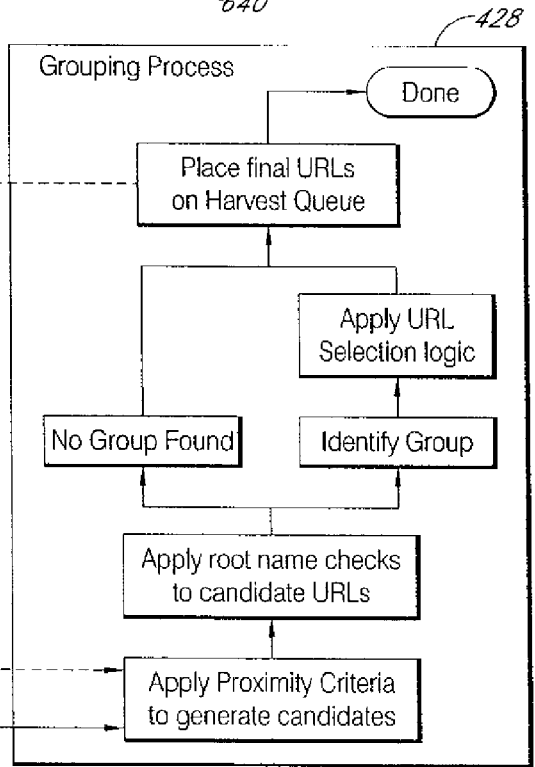 640
428
Grouping Process
Done
Place final URLs
on Harvest Queue
Apply URL
Selection logic
No Group Found
Identify Group
Apply root name checks
to candidate URLs
Apply Proximity Criteria
to generate candidates